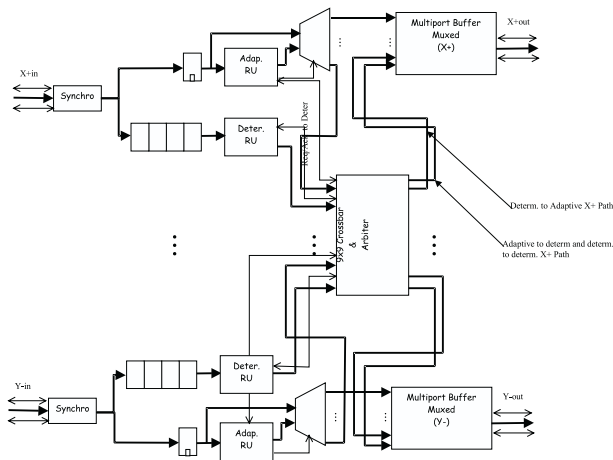 X+in
Synchro
Adap.
RU
Deter.
RU
Req/Ack to Deter
Multiport Buffer
Muxed
(X+)
X+out
Determ. to Adaptive X+ Path
Adaptive to determ and determ.
to determ. X+ Path
9x9 Crossbar
&
Arbiter
Y-in
Synchro
Deter.
RU
Adap.
RU
Multiport Buffer
Muxed
(Y-)
Y-out